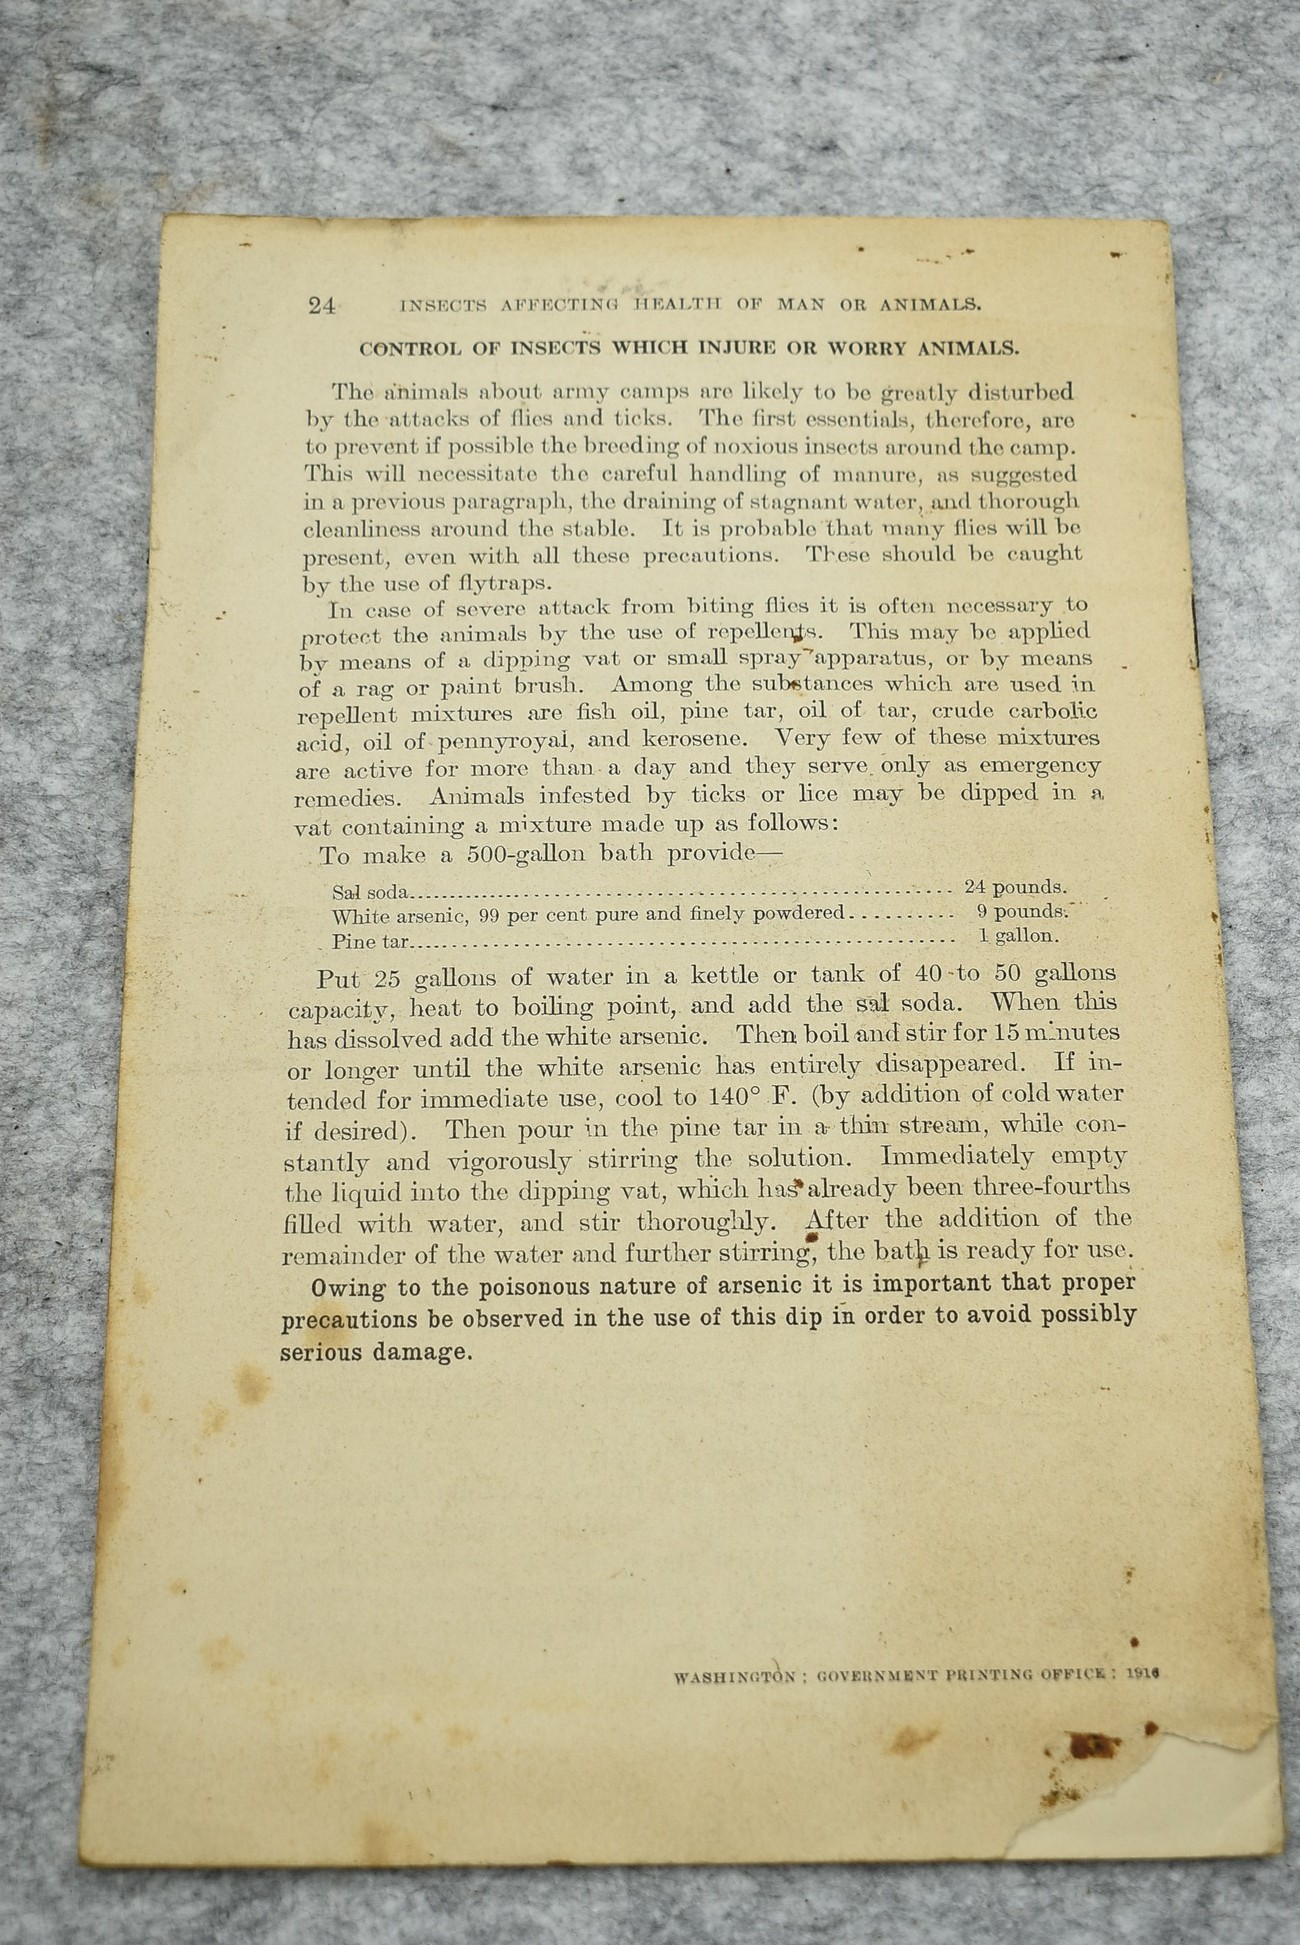 24 INSECTS AFFECTING HEALTH OF MAN OR ANIMALS.
CONTROL OF INSECTS WHICH INJURE OR WORRY ANIMALS.
The animals about army camps are likely to be greatly disturbed
by the attacks of flies and ticks. The first essentials, therefore, are
to prevent if possible the breeding of noxious insects around the camp.
This will necessitate the careful handling of manure, as suggested
in a previous paragraph, the draining of stagnant water, and thorough
cleanliness around the stable. It is probable that many flies will be
present, even with all these precautions. These should be caught
by the use of flytraps.
In case of severe attack from biting flies it is often necessary to
protect the animals by the use of repellents. This may be applied
by means of a dipping vat or small spray apparatus, or by means
of a rag or paint brush. Among the substances which are used in
repellent mixtures are fish oil, pine tar, oil of tar, crude carbolic
acid, oil of pennyroyal, and kerosene. Very few of these mixtures
are active for more than a day and they serve only as emergency
remedies. Animals infested by ticks or lice may be dipped in a
vat containing a mixture made up as follows:
To make a 500-gallon bath provide—
Sal soda.......................................................... 24 pounds.
White arsenic, 99 per cent pure and finely powdered.......... 9 pounds.
Pine tar.......................................................... 1 gallon.
Put 25 gallons of water in a kettle or tank of 40 to 50 gallons
capacity, heat to boiling point, and add the sal soda. When this
has dissolved add the white arsenic. Then boil and stir for 15 minutes
or longer until the white arsenic has entirely disappeared. If in-
tended for immediate use, cool to 140° F. (by addition of cold water
if desired). Then pour in the pine tar in a thin stream, while con-
stantly and vigorously stirring the solution. Immediately empty
the liquid into the dipping vat, which has already been three-fourths
filled with water, and stir thoroughly. After the addition of the
remainder of the water and further stirring, the bath is ready for use.
Owing to the poisonous nature of arsenic it is important that proper
precautions be observed in the use of this dip in order to avoid possibly
serious damage.
WASHINGTON : GOVERNMENT PRINTING OFFICE : 1916